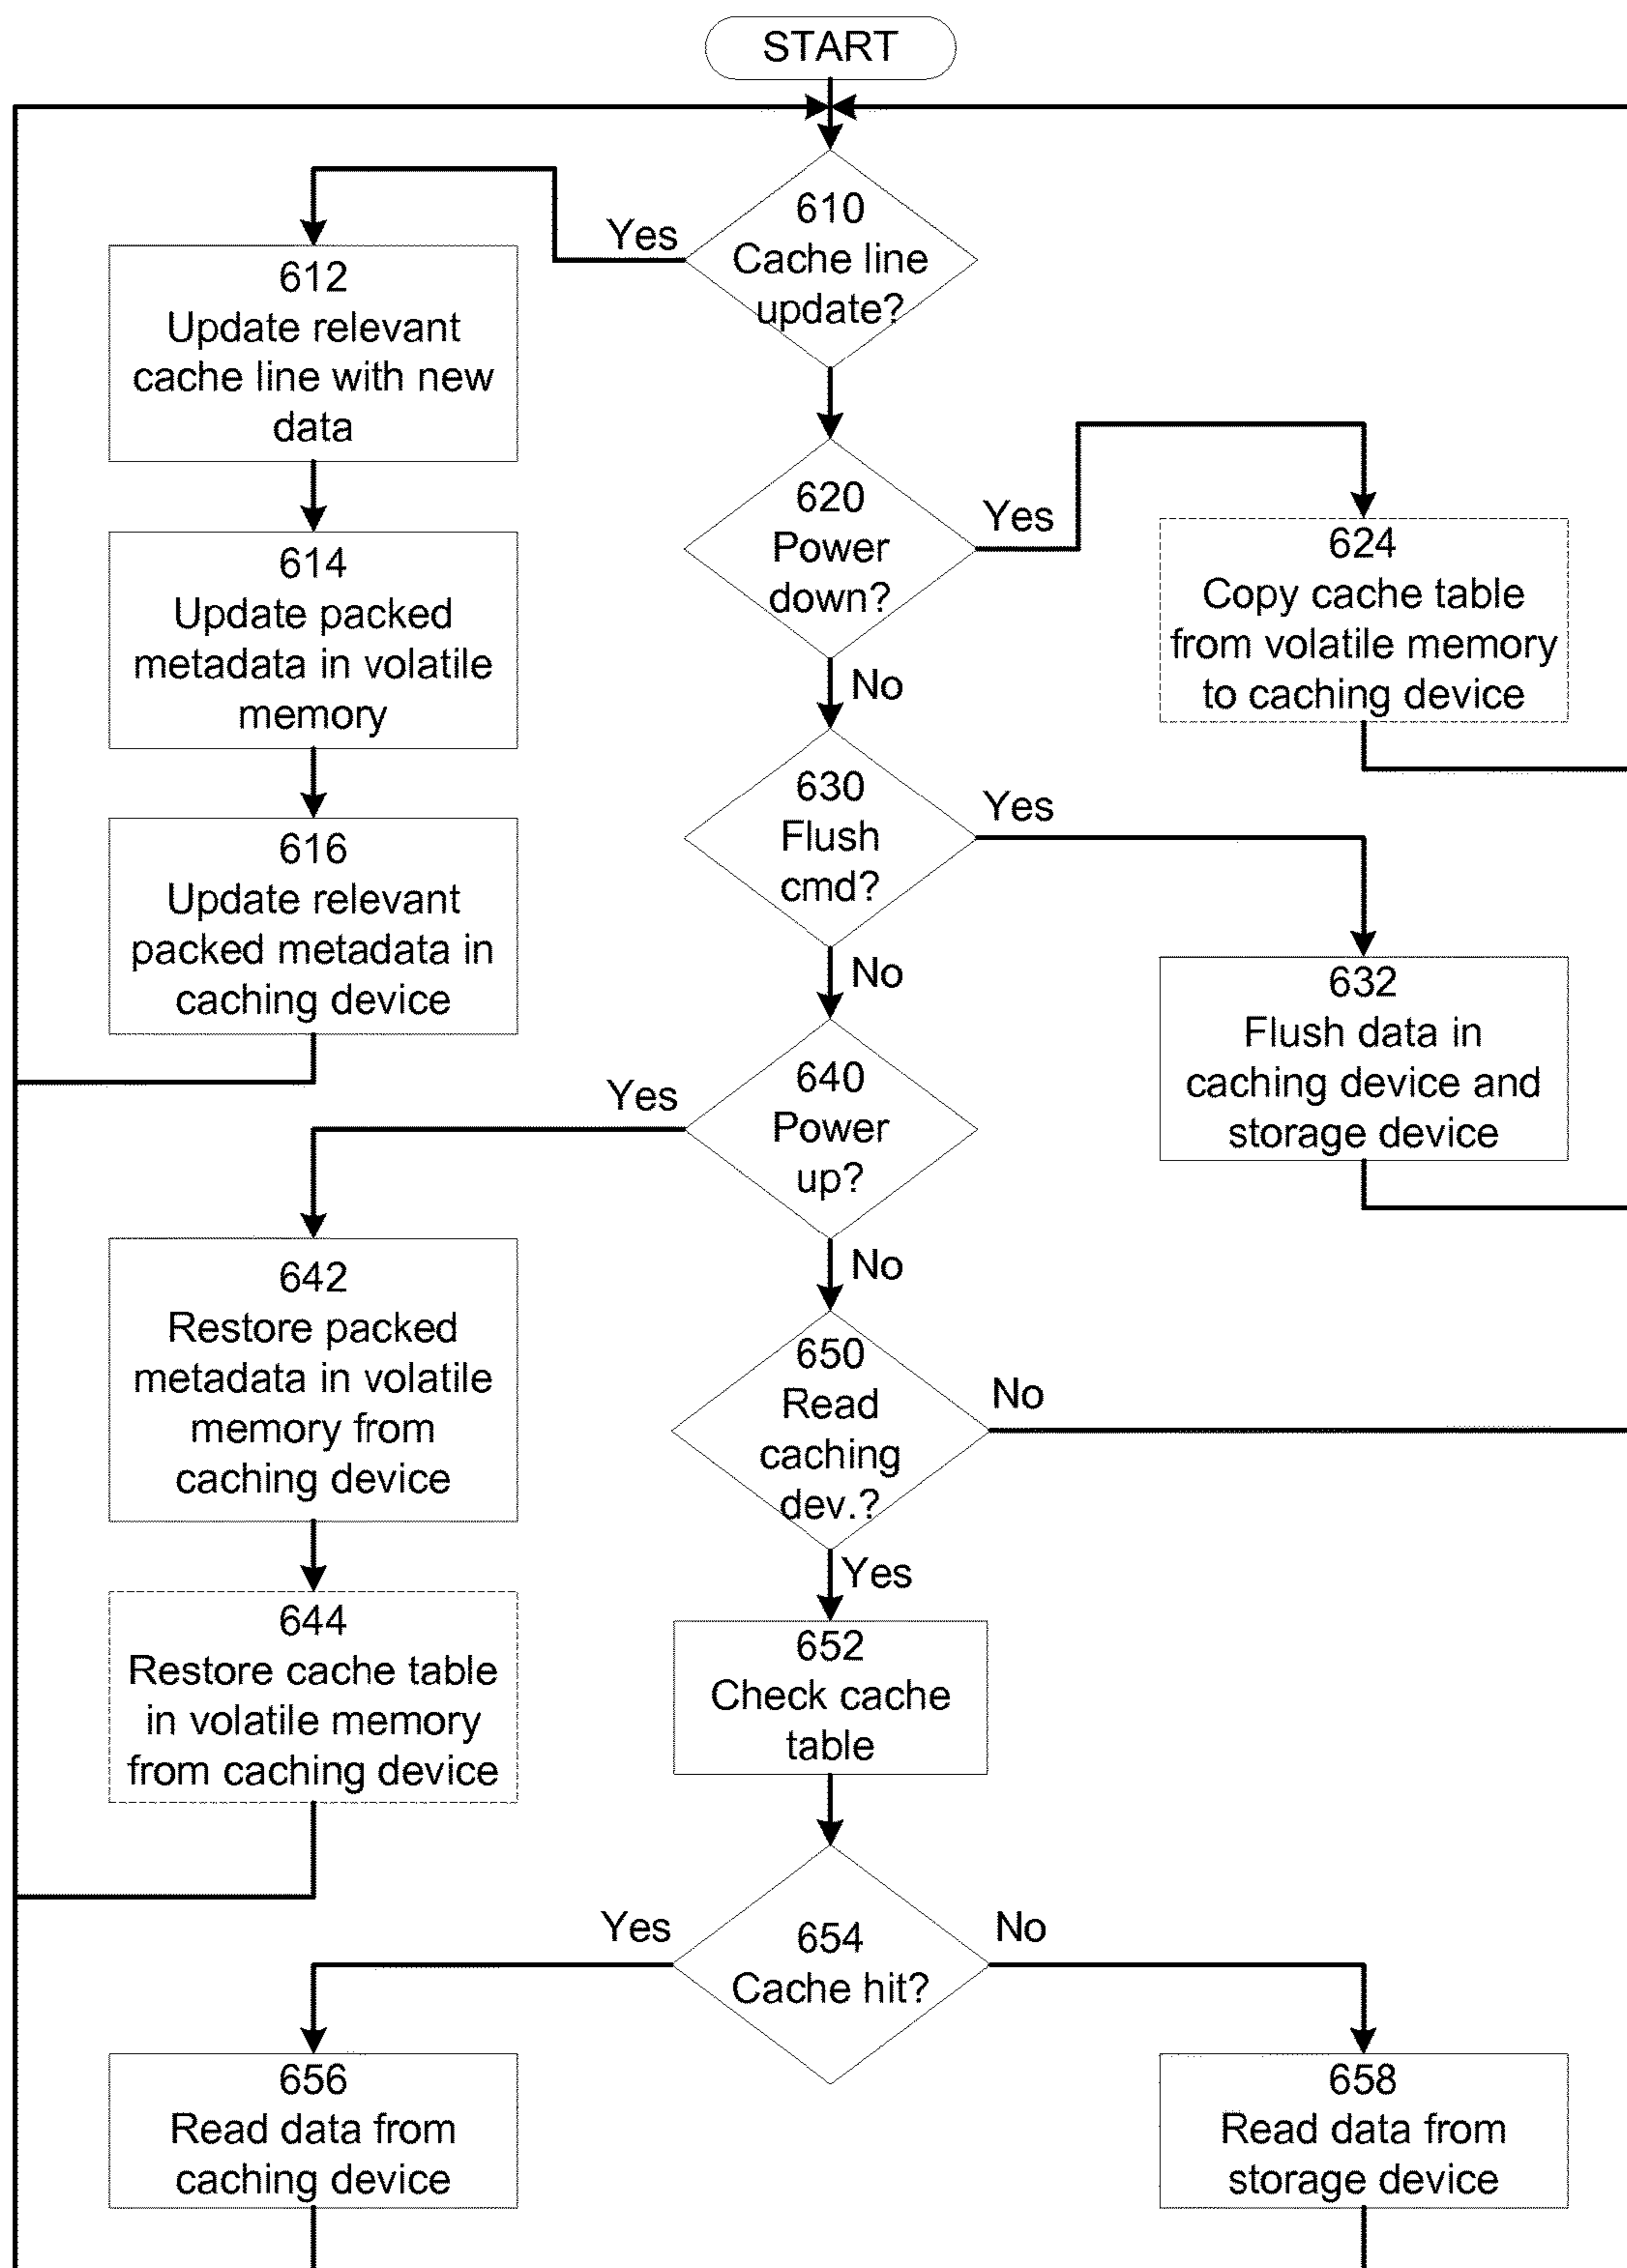 START
610
Cache line
update?
Yes
612
Update relevant
cache line with new
data
614
Update packed
metadata in volatile
memory
616
Update relevant
packed metadata in
caching device
620
Power
down?
Yes
No
624
Copy cache table
from volatile memory
to caching device
630
Flush
cmd?
Yes
No
632
Flush data in
caching device and
storage device
640
Power
up?
Yes
No
642
Restore packed
metadata in volatile
memory from
caching device
644
Restore cache table
in volatile memory
from caching device
650
Read
caching
dev.?
No
Yes
652
Check cache
table
654
Cache hit?
Yes
No
656
Read data from
caching device
658
Read data from
storage device